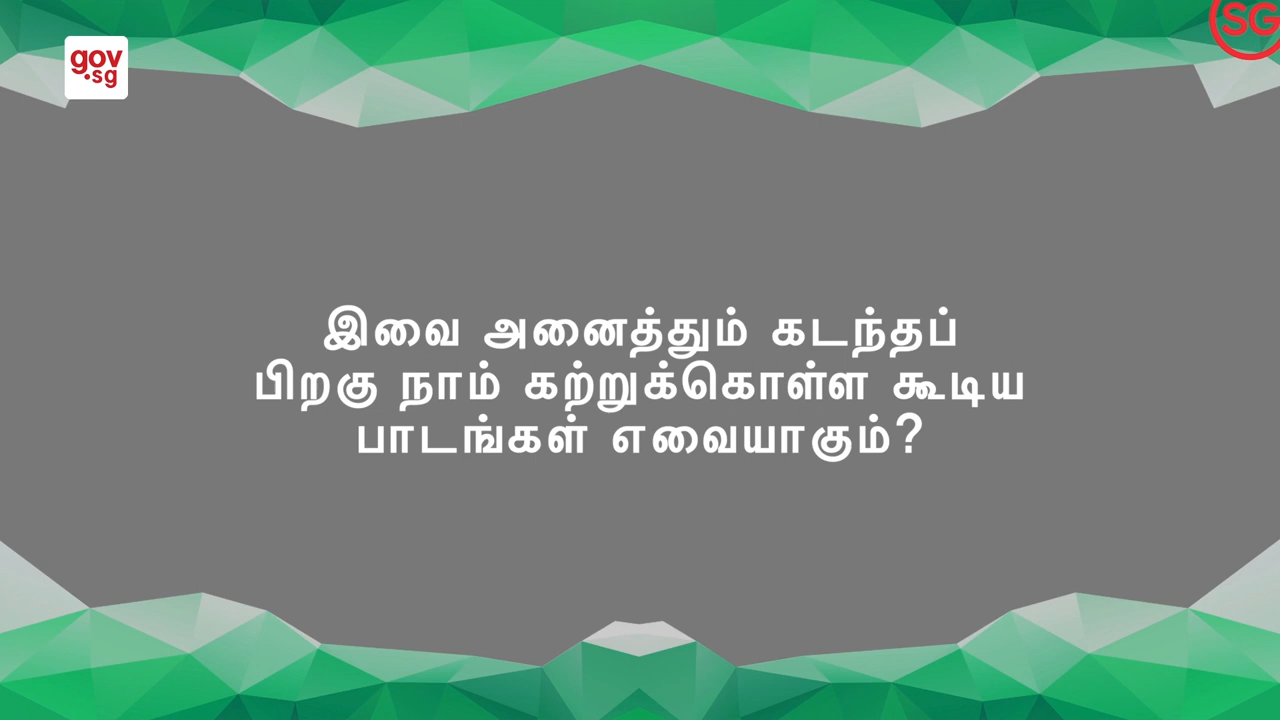 gov
.sg
SG
இவை அனைத்தும் கடந்தப்
பிறகு நாம் கற்றுக்கொள்ள கூடிய
பாடங்கள் எவையாகும்?